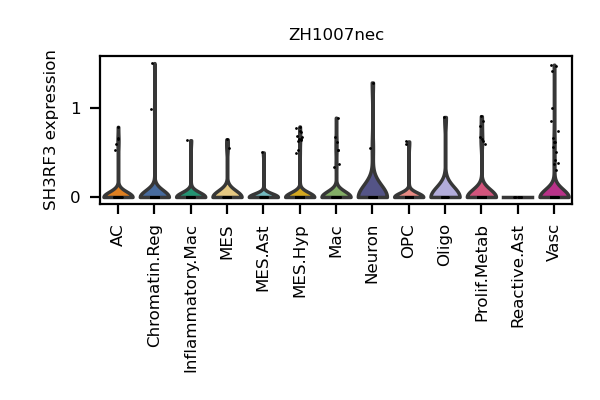 ZH1007nec
SH3RF3 expression
1
0
AC
Chromatin.Reg
Inflammatory.Mac
MES
MES.Ast
MES.Hyp
Mac
Neuron
OPC
Oligo
Prolif.Metab
Reactive.Ast
Vasc